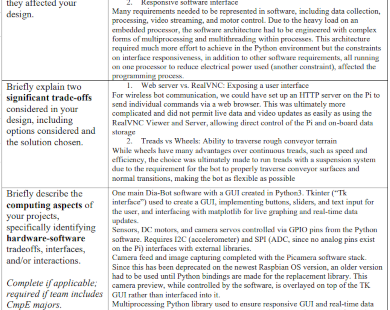 they affected your
design.
2. Responsive software interface
Many requirements needed to be represented in software, including data collection,
processing, video streaming, and motor control. Due to the heavy load on an
embedded processor, the software architecture had to be engineered with complex
forms of multiprocessing and multithreading within processes. This architecture
required much more effort to achieve in the Python environment but the constraints
on interface responsiveness, in addition to other software requirements, all running
on one processor to reduce electrical power used (another constraint), affected the
programming process.
Briefly explain two
significant trade-offs
considered in your
design, including
options considered and
the solution chosen.
1. Web server vs. RealVNC: Exposing a user interface
For wireless bot communication, we could have set up an HTTP server on the Pi to
send individual commands via a web browser. This was ultimately more
complicated and did not permit live data and video updates as easily as using the
RealVNC Viewer and Server, allowing direct control of the Pi and on-board data
storage
2. Treads vs Wheels: Ability to traverse rough conveyor terrain
While wheels have many advantages over continuous treads, such as speed and
efficiency, the choice was ultimately made to run treads with a suspension system
due to the requirement for the bot to properly traverse conveyor surfaces and
normal transitions, making the bot as flexible as possible
Briefly describe the
computing aspects of
your projects,
specifically identifying
hardware-software
tradeoffs, interfaces,
and/or interactions.
Complete if applicable;
required if team includes
CmpE majors.
One main Dia-Bot software with a GUI created in Python3. Tkinter ("Tk
interface") used to create a GUI, implementing buttons, sliders, and text input for
the user, and interfacing with matplotlib for live graphing and real-time data
updates.
Sensors, DC motors, and camera servos controlled via GPIO pins from the Python
software. Requires I2C (accelerometer) and SPI (ADC, since no analog pins exist
on the Pi) interfaces with external libraries.
Camera feed and image capturing completed with the Picamera software stack.
Since this has been deprecated on the newest Raspbian OS version, an older version
had to be used until Python bindings are made for the replacement library. This
camera preview, while controlled by the software, is overlayed on top of the TK
GUI rather than interfaced into it.
Multiprocessing Python library used to ensure responsive GUI and real-time data